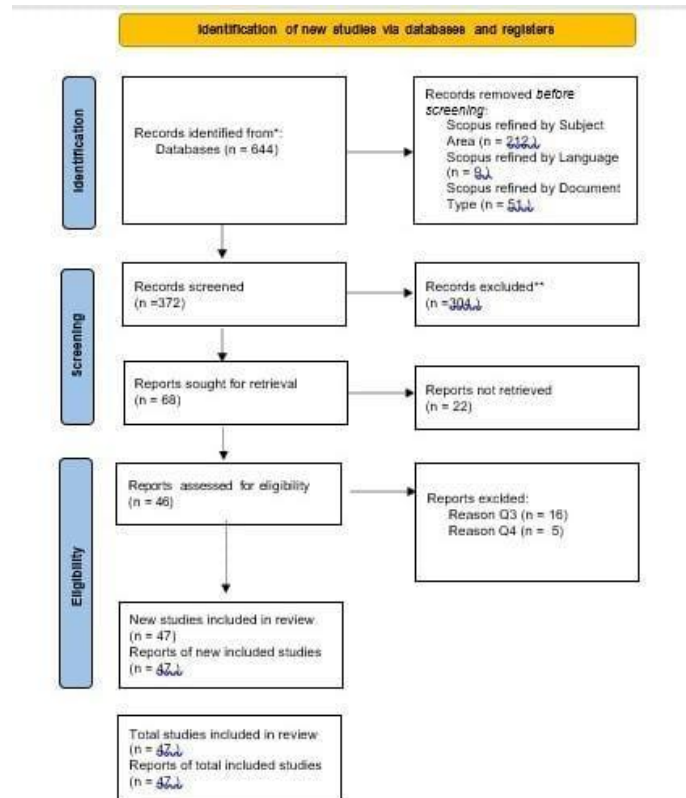 Identification of new studies via databases and registers
Identification
Records identified from*:
Databases (n = 644)
Records removed before
screening:
Scopus refined by Subject
Area (n = 212)
Scopus refined by Language
(n = 9)
Scopus refined by Document
Type (n = 51)
Screening
Records screened
(n =372)
Records excluded**
(n =304)
Reports sought for retrieval
(n = 68)
Reports not retrieved
(n = 22)
Eligibility
Reports assessed for eligibility
(n = 46)
Reports exclded:
Reason Q3 (n = 16)
Reason Q4 (n = 5)
New studies included in review
(n = 47)
Reports of new included studies
(n = 47)
Total studies included in review
(n = 47)
Reports of total included studies
(n = 47)